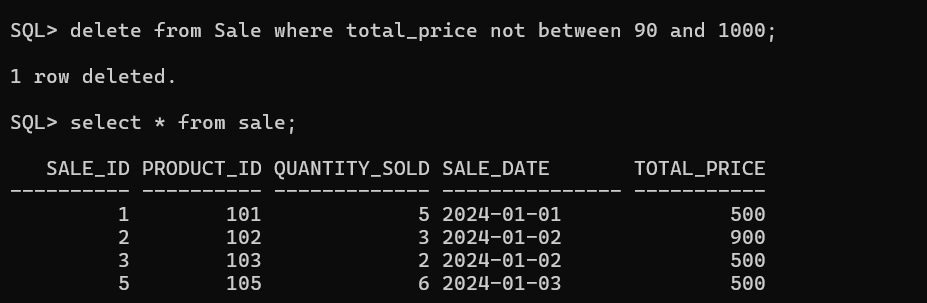 SQL> delete from Sale where total_price not between 90 and 1000;
1 row deleted.
SQL> select * from sale;
   SALE_ID PRODUCT_ID QUANTITY_SOLD SALE_DATE       TOTAL_PRICE
---------- ---------- ------------- --------------- -----------
         1        101             5 2024-01-01              500
         2        102             3 2024-01-02              900
         3        103             2 2024-01-02              500
         5        105             6 2024-01-03              500